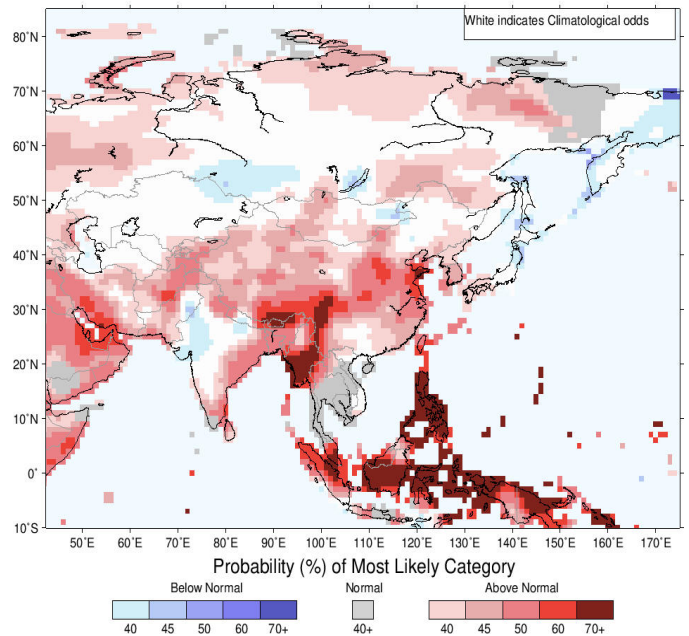 White indicates Climatological odds
80°N
70°N
60°N
50°N
40°N
30°N
20°N
10°N
0°
10°S
50°E 60°E 70°E 80°E 90°E 100°E 110°E 120°E 130°E 140°E 150°E 160°E 170°E
Probability (%) of Most Likely Category
Below Normal Normal Above Normal
40 45 50 60 70+ 40+ 40 45 50 60 70+